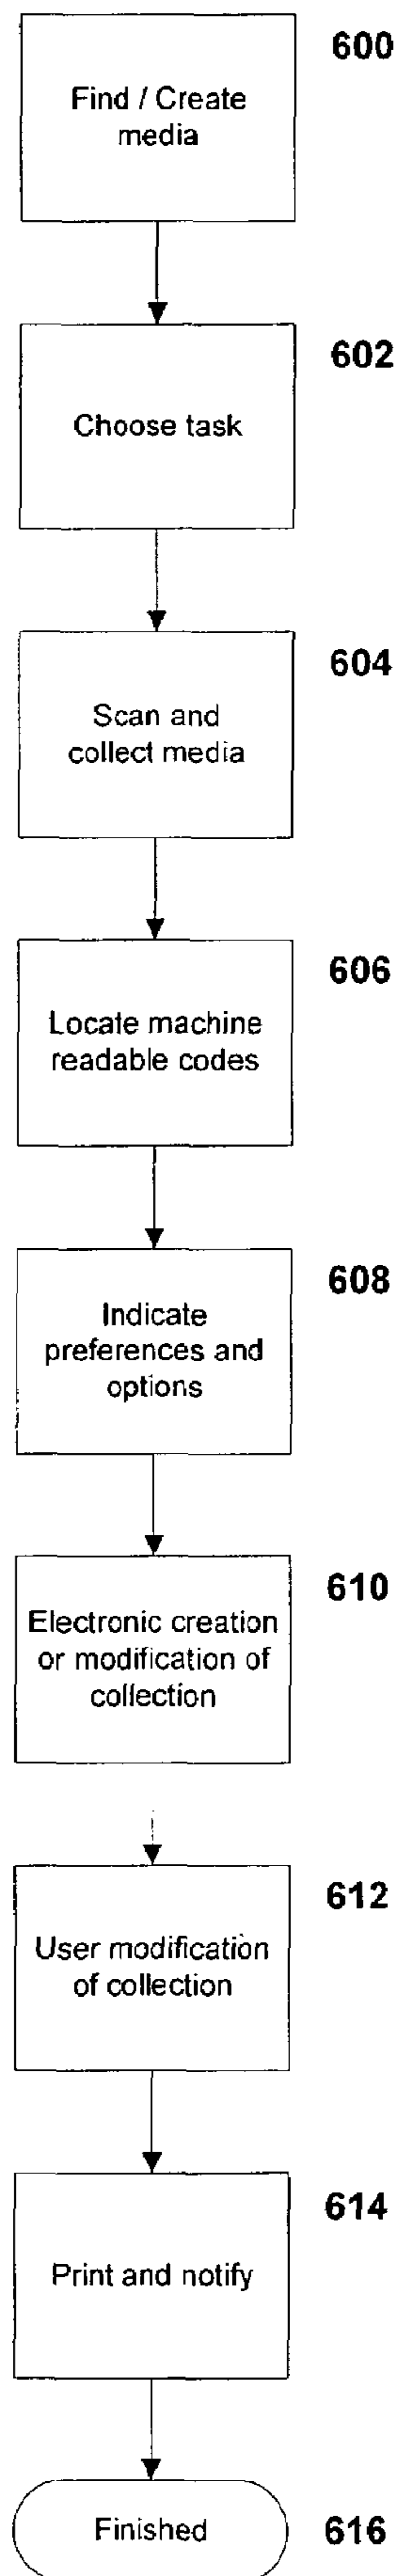 600
Find / Create
media
602
Choose task
604
Scan and
collect media
606
Locate machine
readable codes
608
Indicate
preferences and
options
610
Electronic creation
or modification of
collection
612
User modification
of collection
614
Print and notify
Finished
616